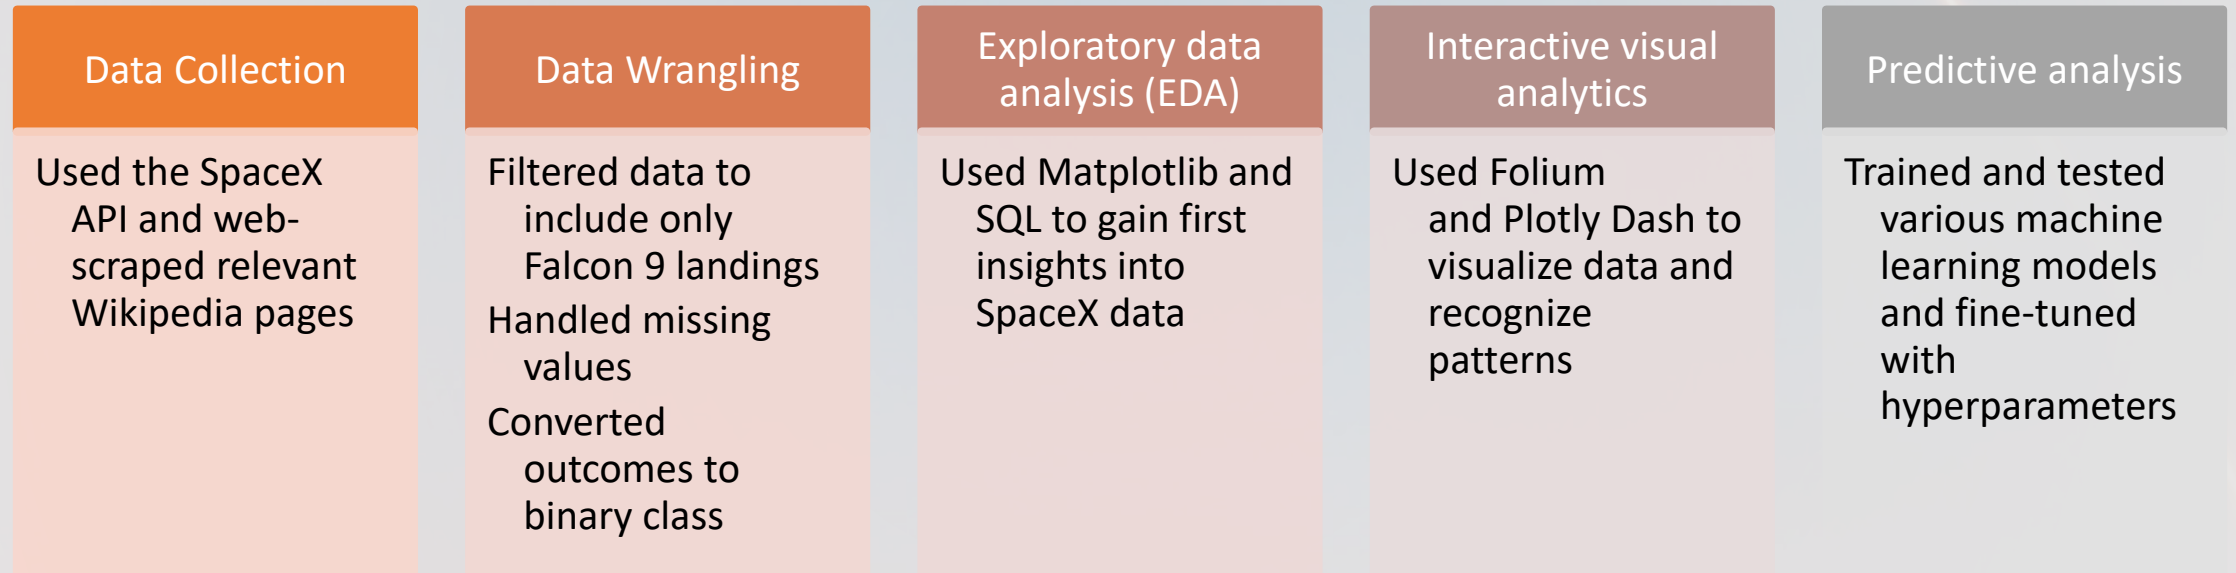 Data Collection
Used the SpaceX
API and web-
scraped relevant
Wikipedia pages
Data Wrangling
Filtered data to
include only
Falcon 9 landings
Handled missing
values
Converted
outcomes to
binary class
Exploratory data
analysis (EDA)
Used Matplotlib and
SQL to gain first
insights into
SpaceX data
Interactive visual
analytics
Used Folium
and Plotly Dash to
visualize data and
recognize
patterns
Predictive analysis
Trained and tested
various machine
learning models
and fine-tuned
with
hyperparameters